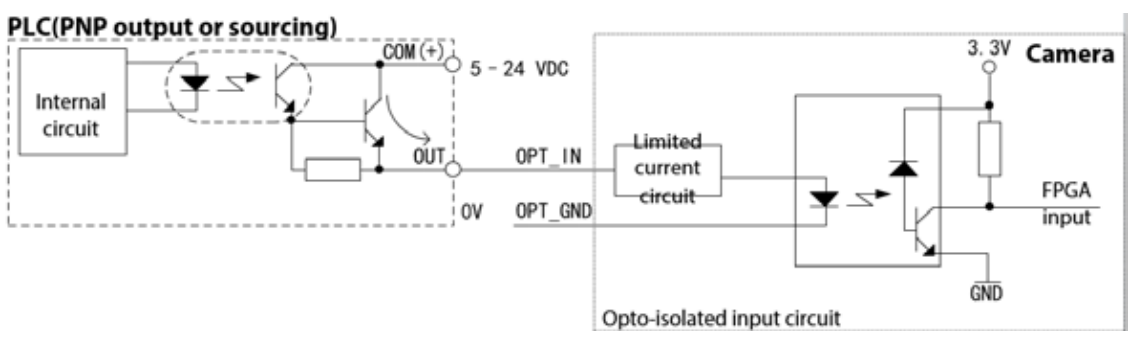 PLC(PNP output or sourcing)
COM(+)
5-24 VDC
Internal
circuit
OUT
0V
OPT_IN
OPT_GND
Limited
current
circuit
3.3V
Camera
FPGA
input
GND
Opto-isolated input circuit